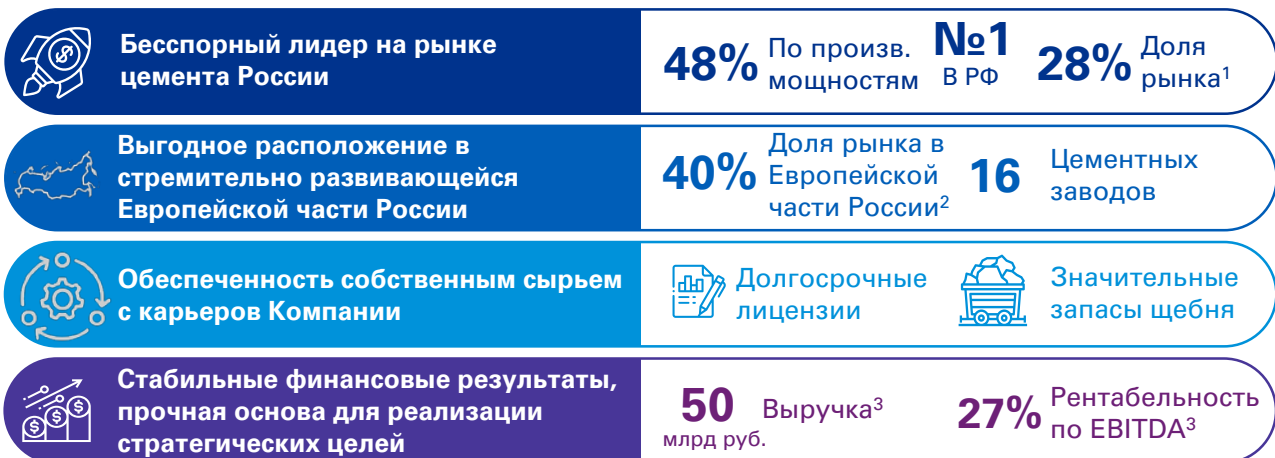 Бесспорный лидер на рынке
цемента России
48% По произв.
мощностям
№1
В РФ
28% Доля
рынка¹
Выгодное расположение в
стремительно развивающейся
Европейской части России
40% Доля рынка в
Европейской
части России²
16 Цементных
заводов
Обеспеченность собственным сырьем
с карьеров Компании
Долгосрочные
лицензии
Значительные
запасы щебня
Стабильные финансовые результаты,
прочная основа для реализации
стратегических целей
50 Выручка³
млрд руб.
27% Рентабельность
по EBITDA³